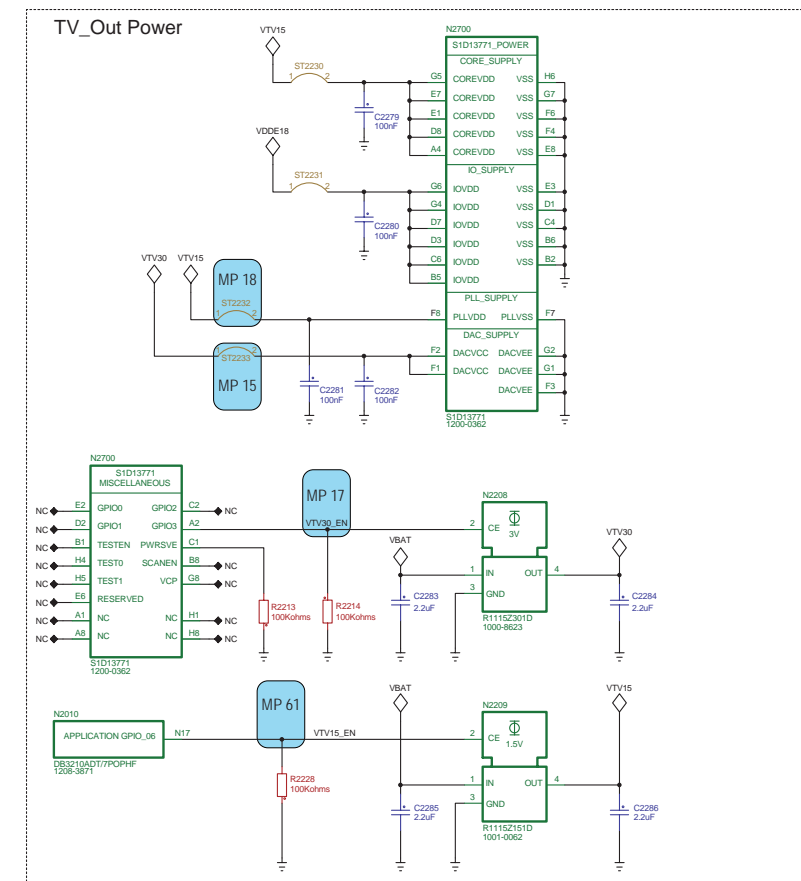 TV_Out Power
VTV15
N2700
S1D13771_POWER
CORE_SUPPLY
ST2230
1 2
G5 COREVDD VSS H6
E7 COREVDD VSS G7
E1 COREVDD VSS F6
D8 COREVDD VSS F4
A4 COREVDD VSS E8
C2279
100nF
VDDE18
IO_SUPPLY
ST2231
1 2
G6 IOVDD VSS E3
G4 IOVDD VSS D1
D7 IOVDD VSS C4
D3 IOVDD VSS B6
C6 IOVDD VSS B2
B5 IOVDD
C2280
100nF
VTV30 VTV15
MP 18
ST2232
1 2
PLL_SUPPLY
F8 PLLVDD PLLVSS F7
DAC_SUPPLY
1 2
ST2233
MP 15
F2 DACVCC DACVEE G2
F1 DACVCC DACVEE G1
DACVEE F3
C2281
100nF
C2282
100nF
S1D13771
1200-0362
N2700
S1D13771
MISCELLANEOUS
NC E2 GPIO0 GPIO2 C2 NC
NC D2 GPIO1 GPIO3 A2
NC B1 TESTEN PWRSVE C1
NC H4 TEST0 SCANEN B8 NC
NC H5 TEST1 VCP G8 NC
NC E6 RESERVED
NC A1 NC NC H1 NC
NC A8 NC NC H8 NC
S1D13771
1200-0362
MP 17
VTV30_EN
R2213
100Kohms
R2214
100Kohms
N2208
2 CE
3V
VBAT
VTV30
1 IN OUT 4
3 GND
C2283
2.2uF
C2284
2.2uF
R1115Z301D
1000-8623
MP 61
N2010
APPLICATION GPIO_06 N17
DB3210ADT/7POPHF
1208-3871
VTV15_EN
R2228
100Kohms
VBAT
N2209
VTV15
2 CE
1.5V
1 IN OUT 4
3 GND
C2285
2.2uF
C2286
2.2uF
R1115Z151D
1001-0062